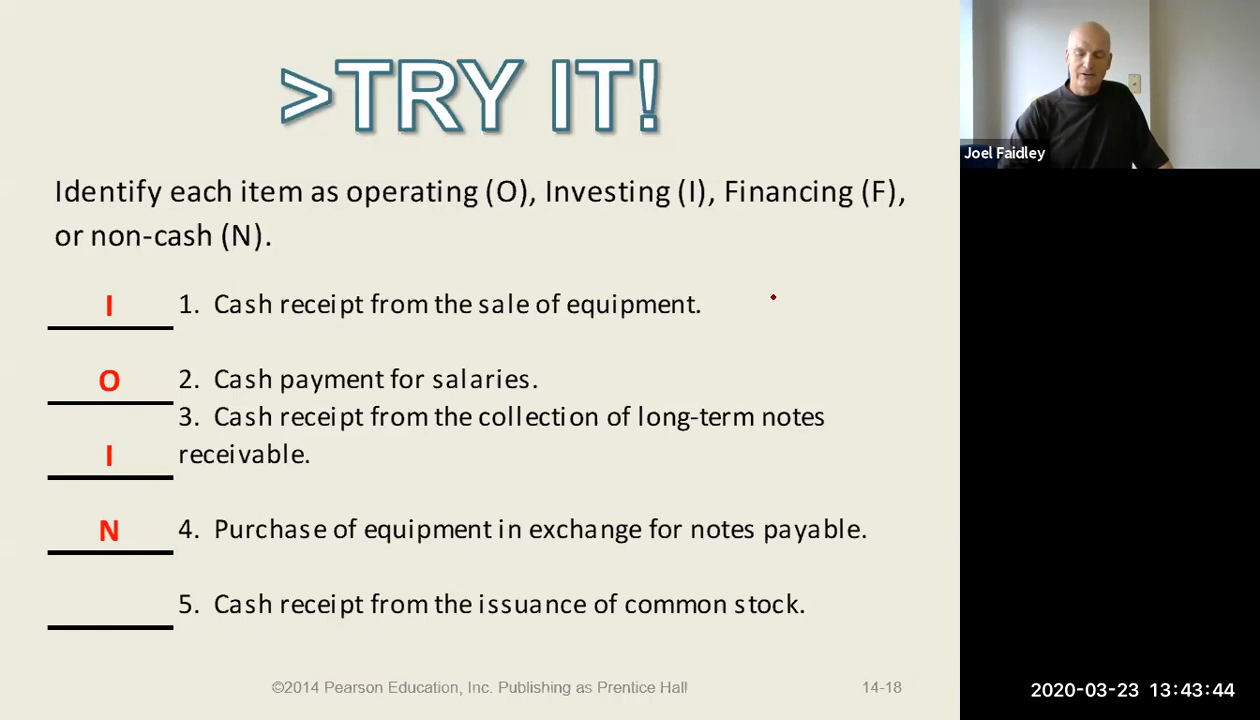 >TRY IT!
Identify each item as operating (O), Investing (I), Financing (F),
or non-cash (N).
I 1. Cash receipt from the sale of equipment.
O 2. Cash payment for salaries.
3. Cash receipt from the collection of long-term notes
I receivable.
N 4. Purchase of equipment in exchange for notes payable.
5. Cash receipt from the issuance of common stock.
©2014 Pearson Education, Inc. Publishing as Prentice Hall 14-18
Joel Faidley
2020-03-23 13:43:44